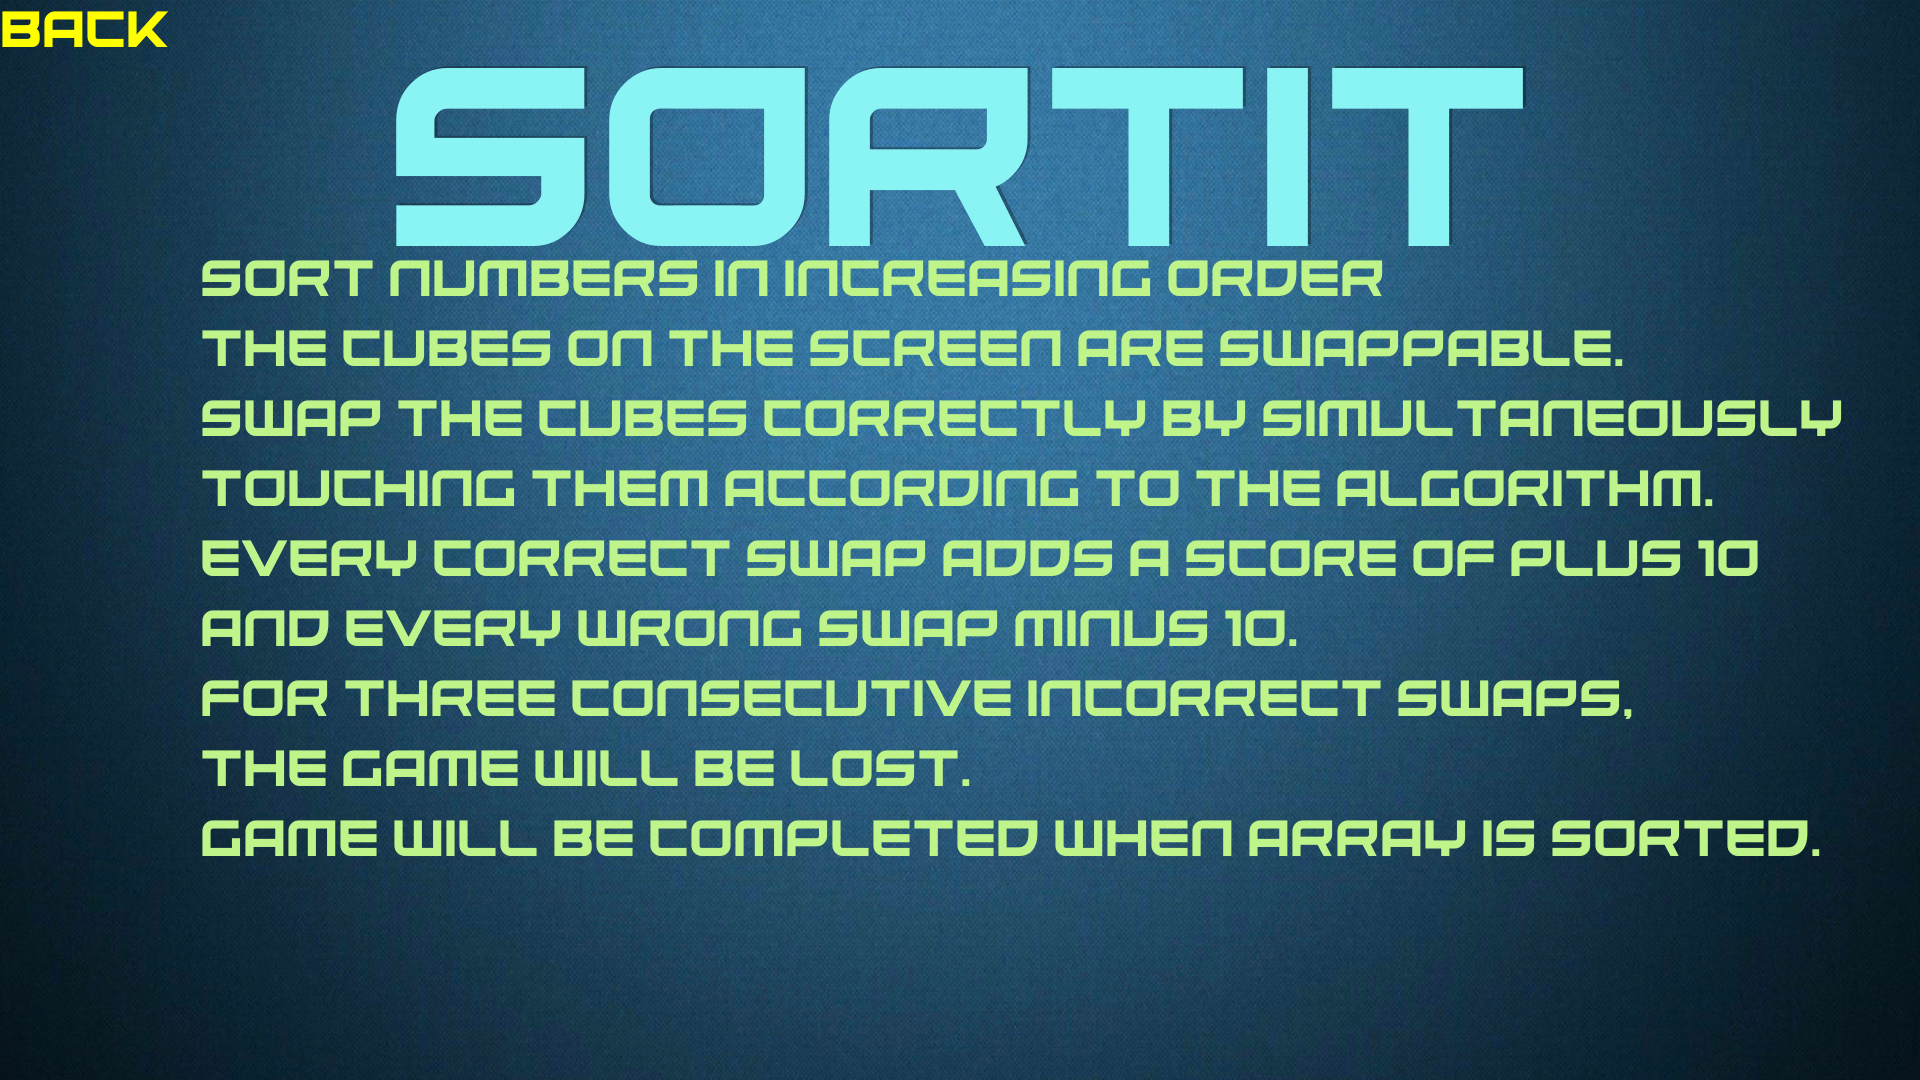 BACK
SORTIT
SORT NUMBERS IN INCREASING ORDER
THE CUBES ON THE SCREEN ARE SWAPPABLE.
SWAP THE CUBES CORRECTLY BY SIMULTANEOUSLY
TOUCHING THEM ACCORDING TO THE ALGORITHM.
EVERY CORRECT SWAP ADDS A SCORE OF PLUS 10
AND EVERY WRONG SWAP MINUS 10.
FOR THREE CONSECUTIVE INCORRECT SWAPS,
THE GAME WILL BE LOST.
GAME WILL BE COMPLETED WHEN ARRAY IS SORTED.